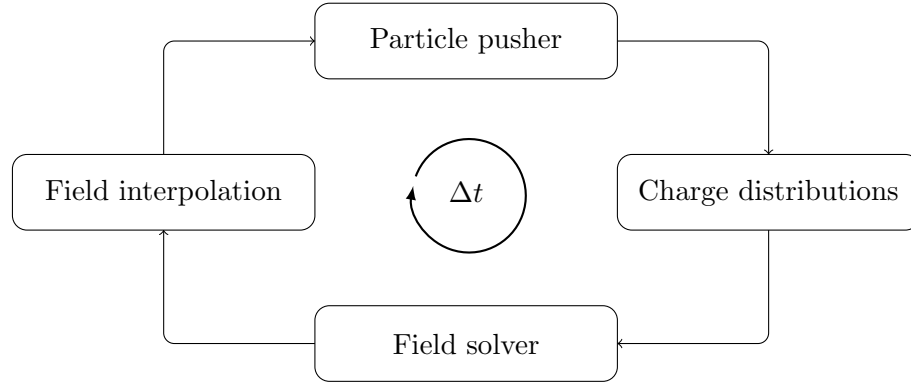 Particle pusher
Field interpolation
Δt
Charge distributions
Field solver